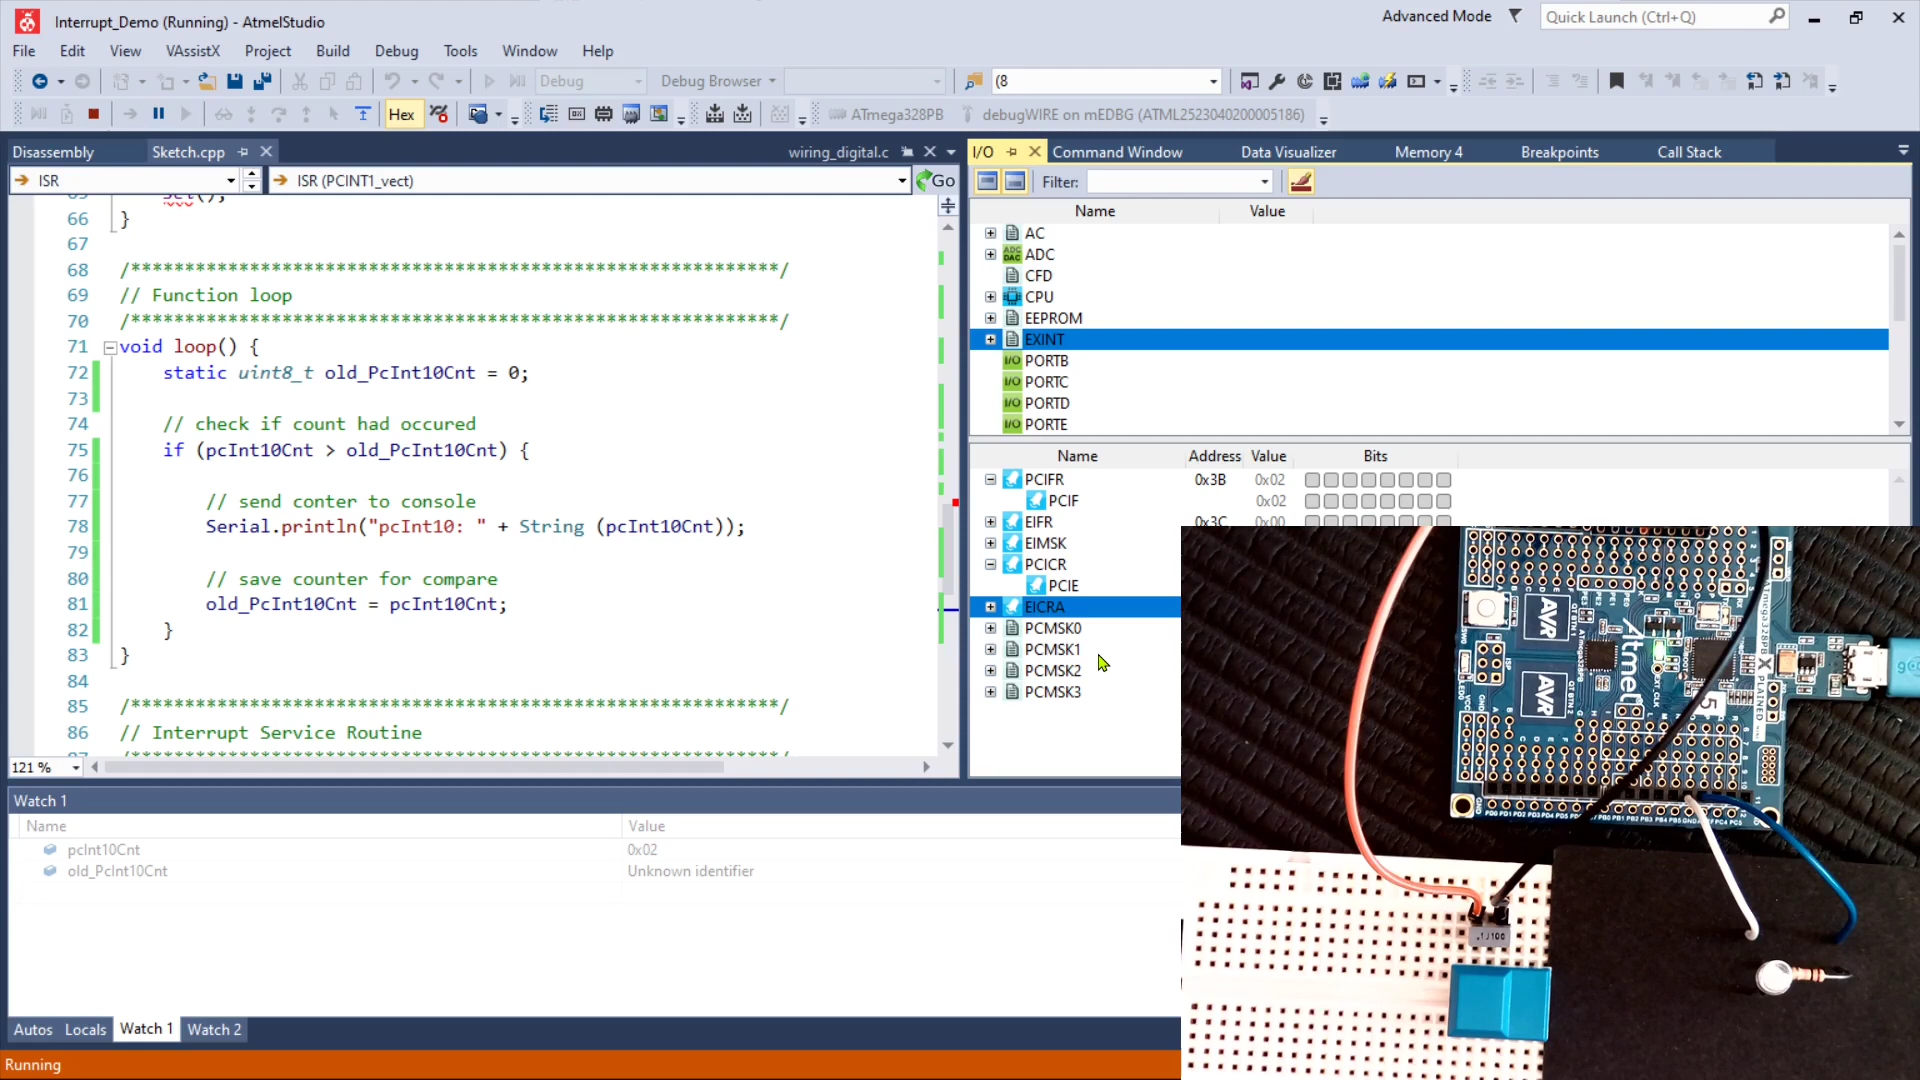 Interrupt_Demo (Running) - AtmelStudio
Advanced Mode
Quick Launch (Ctrl+Q)
File Edit View VAssistX Project Build Debug Tools Window Help
Debug Debug Browser (8
Hex ATmega328PB debugWIRE on mEDBG (ATML2523040200005186)
Disassembly Sketch.cpp wiring_digital.c
ISR ISR (PCINT1_vect) Go
66 }
67
68 /************************************************************/
69 // Function loop
70 /************************************************************/
71 void loop() {
72 static uint8_t old_PcInt10Cnt = 0;
73
74 // check if count had occured
75 if (pcInt10Cnt > old_PcInt10Cnt) {
76
77 // send conter to console
78 Serial.println("pcInt10: " + String (pcInt10Cnt));
79
80 // save counter for compare
81 old_PcInt10Cnt = pcInt10Cnt;
82 }
83 }
84
85 /************************************************************/
86 // Interrupt Service Routine
121 %
I/O Command Window Data Visualizer Memory 4 Breakpoints Call Stack
Filter:
Name Value
AC
ADC
CFD
CPU
EEPROM
EXINT
PORTB
PORTC
PORTD
PORTE
Name Address Value Bits
PCIFR 0x3B 0x02
PCIF 0x02
EIFR 0x3C 0x00
EIMSK
PCICR
PCIE
EICRA
PCMSK0
PCMSK1
PCMSK2
PCMSK3
Watch 1
Name Value
pcInt10Cnt 0x02
old_PcInt10Cnt Unknown identifier
Autos Locals Watch 1 Watch 2
Running
AVR
AVR
Atmel
.1/100